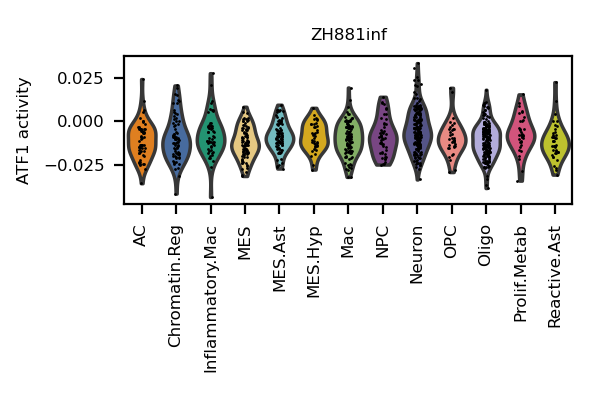 ZH881inf
ATF1 activity
0.025
0.000
−0.025
AC
Chromatin.Reg
Inflammatory.Mac
MES
MES.Ast
MES.Hyp
Mac
NPC
Neuron
OPC
Oligo
Prolif.Metab
Reactive.Ast